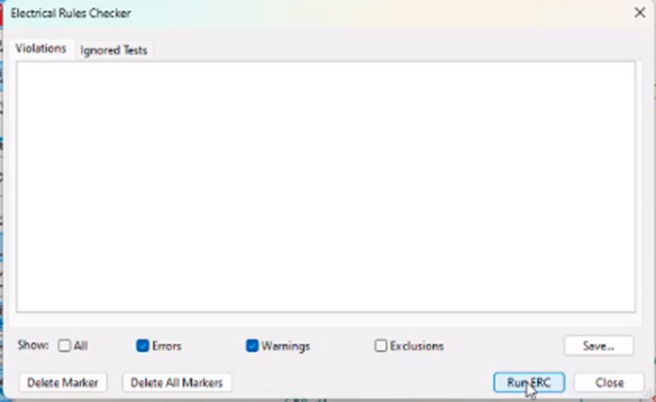 Electrical Rules Checker
Violations Ignored Tests
Show: All Errors Warnings Exclusions Save...
Delete Marker Delete All Markers Run ERC Close